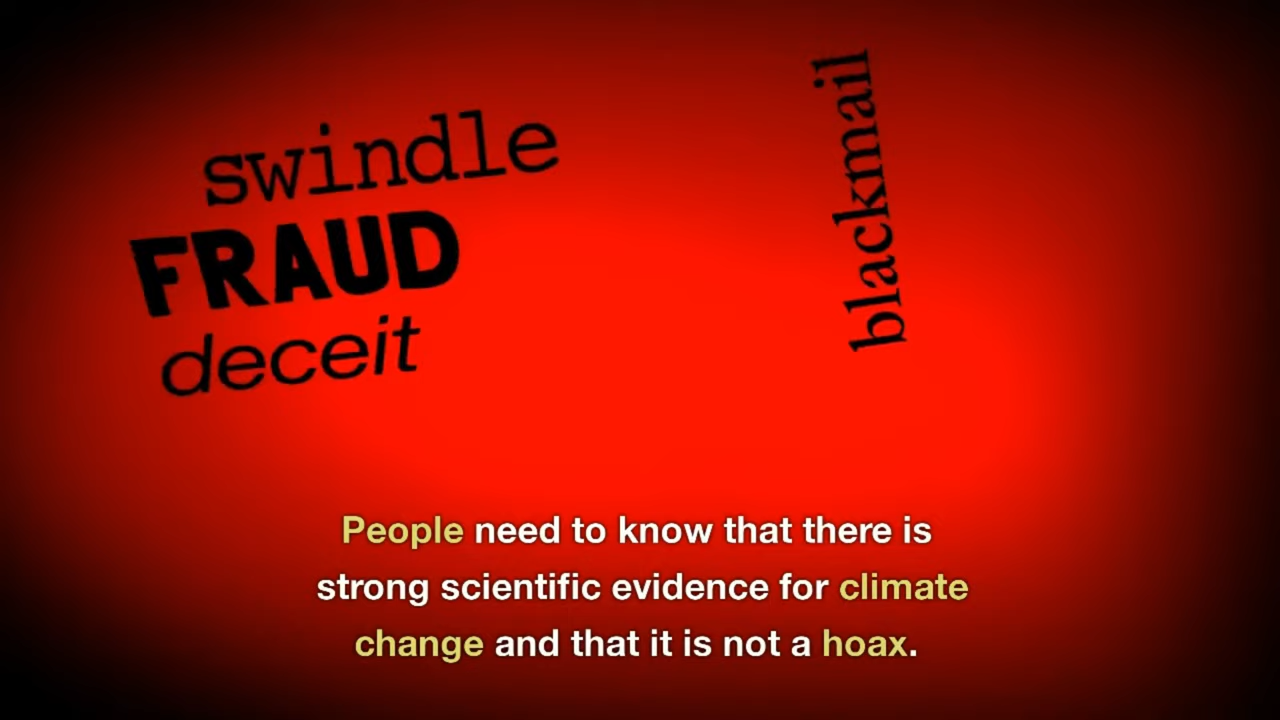 swindle
FRAUD
deceit
blackmail
People need to know that there is
strong scientific evidence for climate
change and that it is not a hoax.